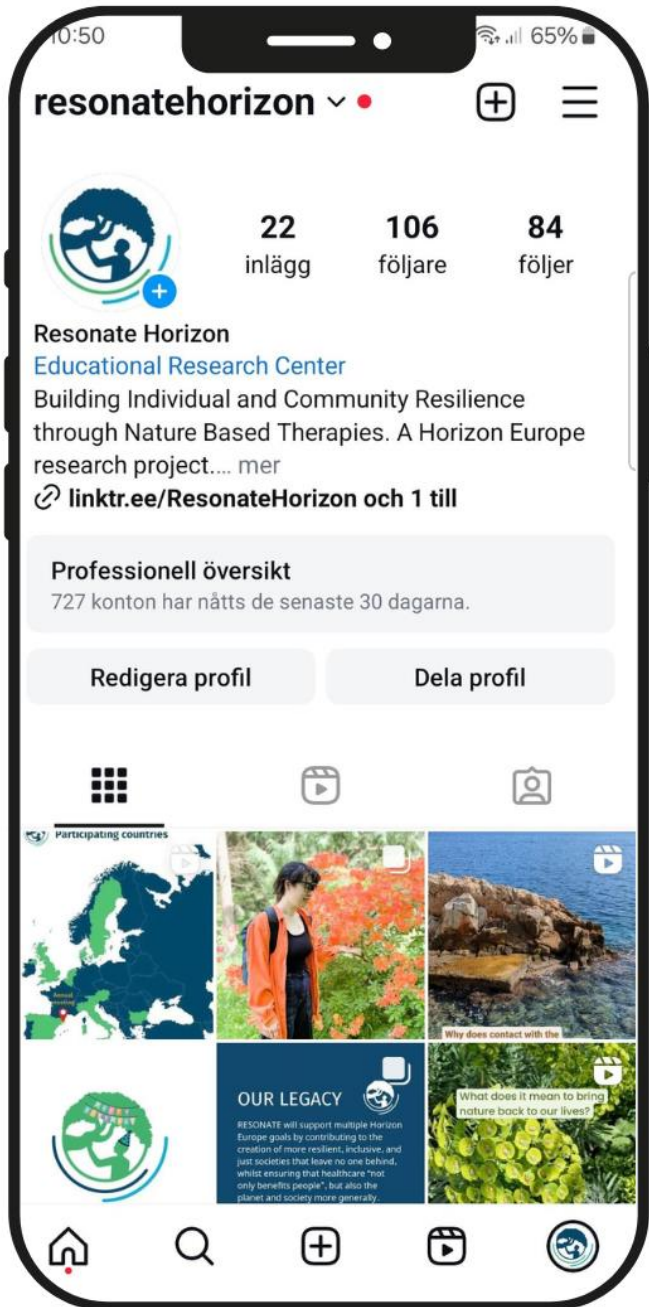 10:50 65%
resonatehorizon
22 106 84
inlägg följare följer
Resonate Horizon
Educational Research Center
Building Individual and Community Resilience
through Nature Based Therapies. A Horizon Europe
research project.... mer
linktr.ee/ResonateHorizon och 1 till
Professionell översikt
727 konton har nåtts de senaste 30 dagarna.
Redigera profil Dela profil
Participating countries
Annual
meeting
Why does contact with the
OUR LEGACY
RESONATE will support multiple Horizon
Europe goals by contributing to the
creation of more resilient, inclusive, and
just societies that leave no one behind,
whilst ensuring that healthcare "not
only benefits people", but also the
planet and society more generally.
What does it mean to bring
nature back to our lives?